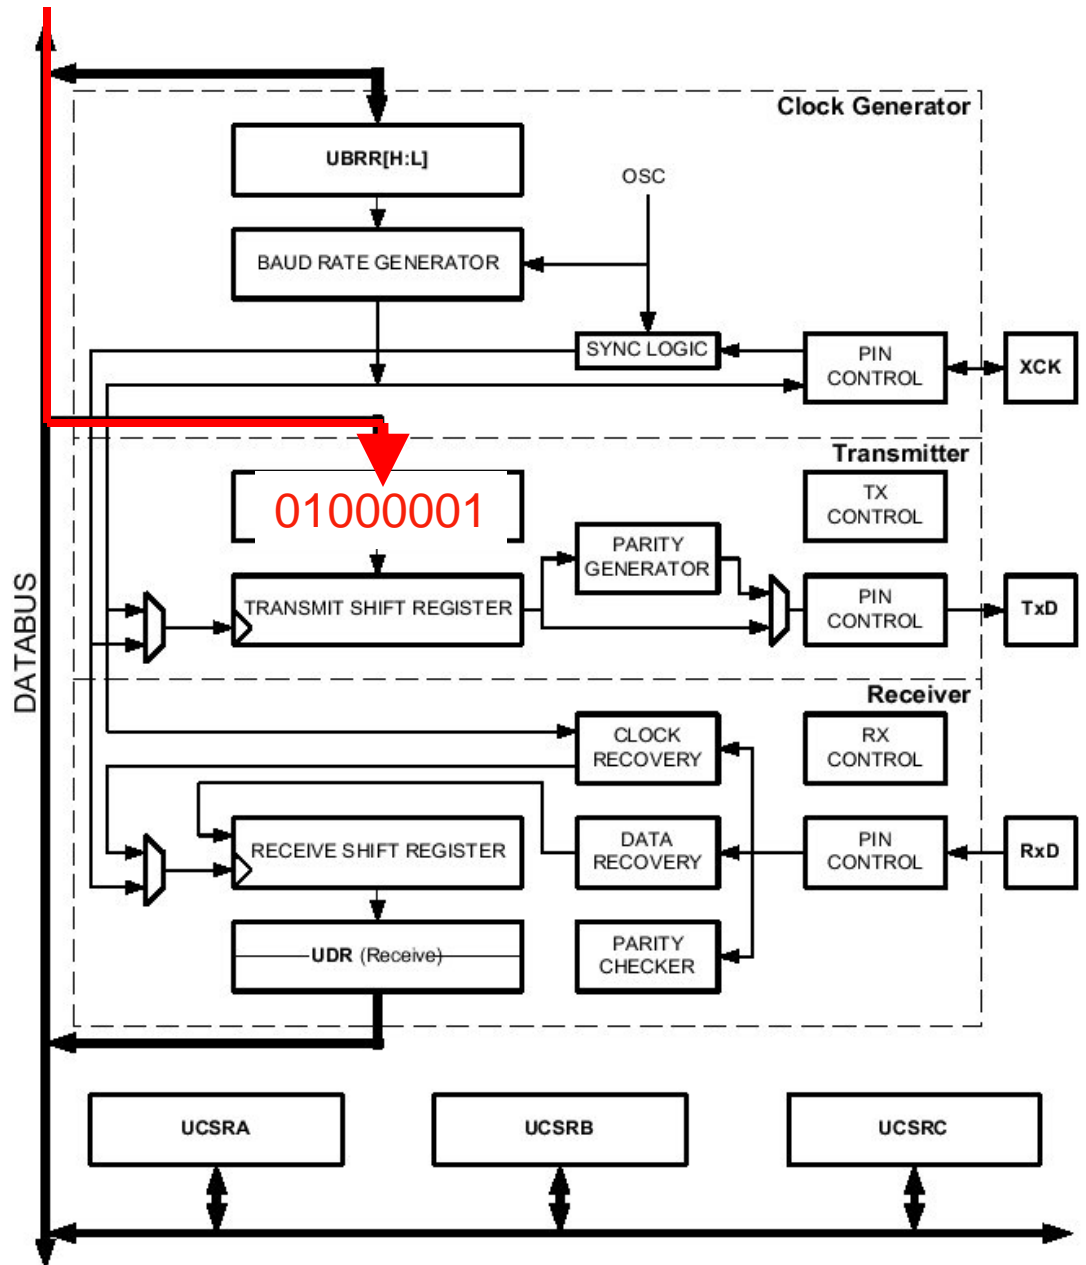 Clock Generator
UBRR[H:L]
OSC
BAUD RATE GENERATOR
SYNC LOGIC
PIN
CONTROL
XCK
Transmitter
01000001
TX
CONTROL
PARITY
GENERATOR
TRANSMIT SHIFT REGISTER
PIN
CONTROL
TxD
DATABUS
Receiver
CLOCK
RECOVERY
RX
CONTROL
RECEIVE SHIFT REGISTER
DATA
RECOVERY
PIN
CONTROL
RxD
UDR (Receive)
PARITY
CHECKER
UCSRA
UCSRB
UCSRC